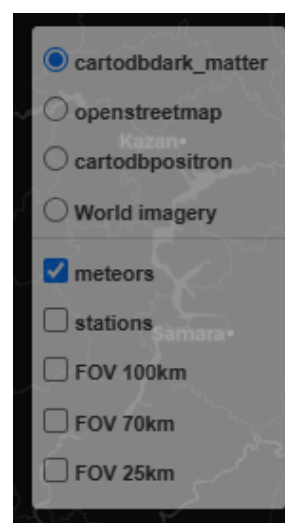 cartodbdark_matter
openstreetmap
Kazan
cartodbpositron
World imagery
meteors
stations
Samara
FOV 100km
FOV 70km
FOV 25km